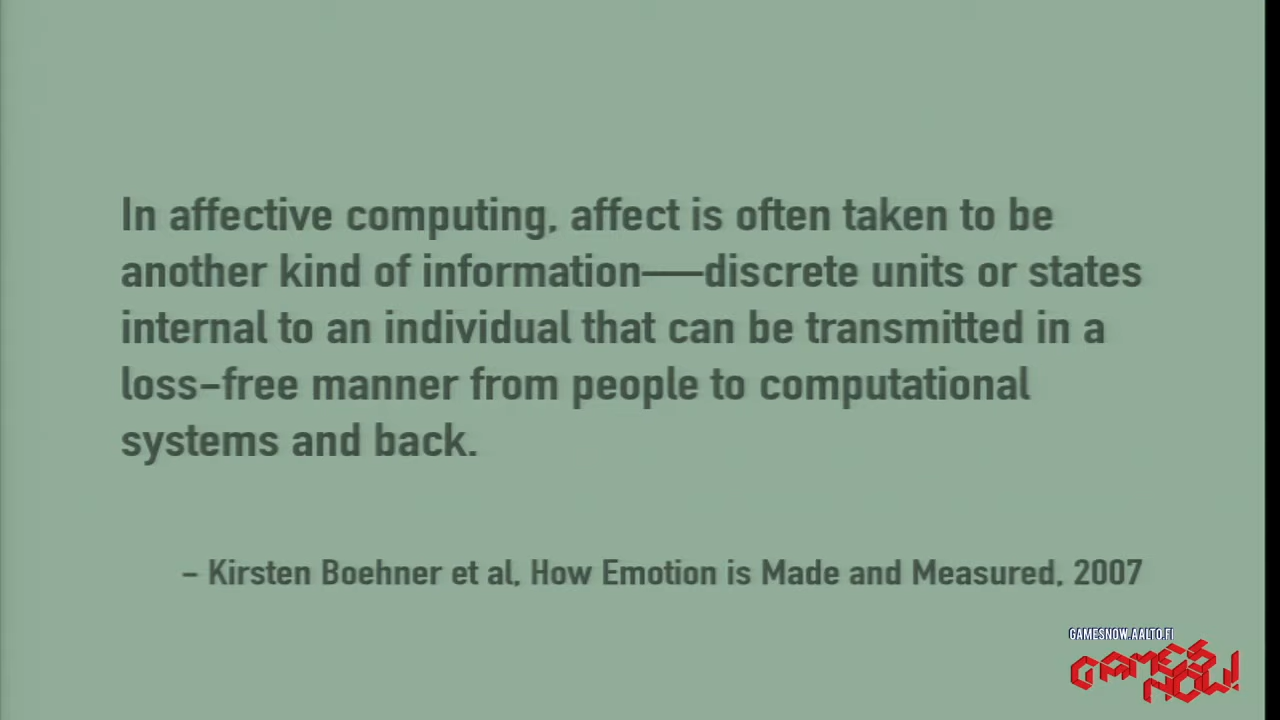 In affective computing, affect is often taken to be
another kind of information——discrete units or states
internal to an individual that can be transmitted in a
loss-free manner from people to computational
systems and back.
– Kirsten Boehner et al, How Emotion is Made and Measured, 2007
GAMESNOW.AALTO.FI
GAMES
NOW!